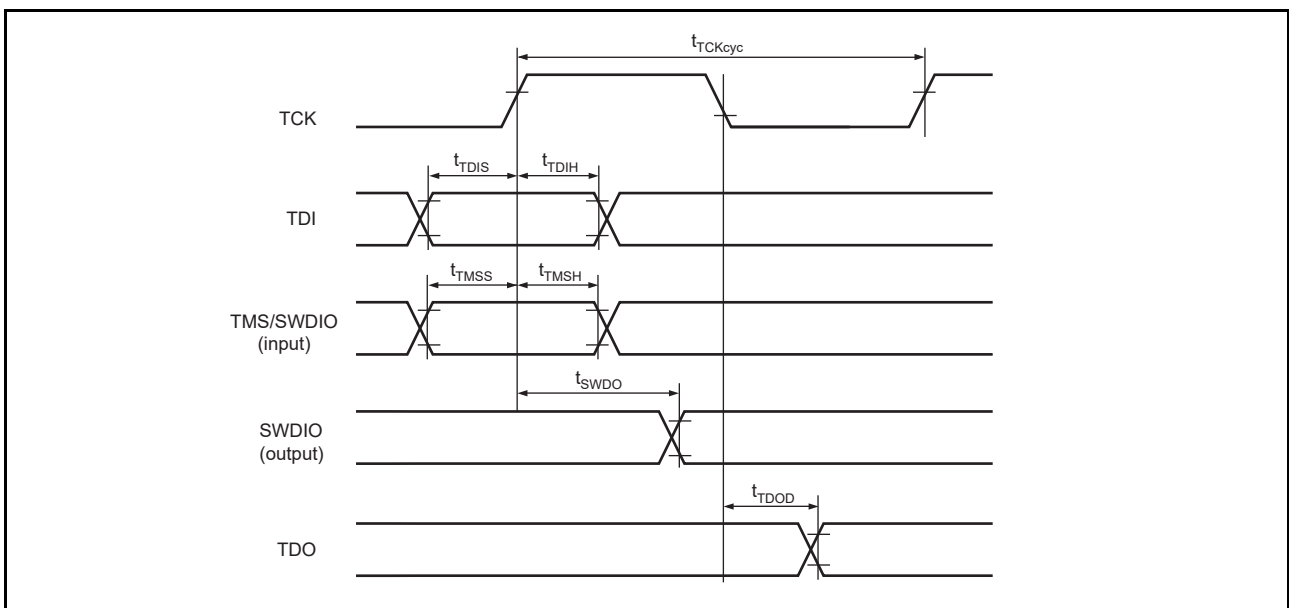 tTCKcyc
TCK
tTDIS tTDIH
TDI
tTMSS tTMSH
TMS/SWDIO
(input)
tSWDO
SWDIO
(output)
tTDOD
TDO